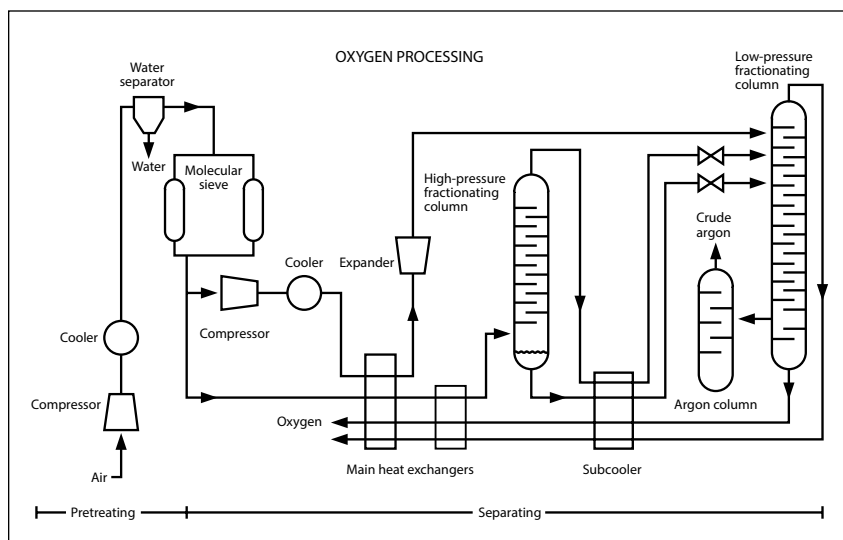 OXYGEN PROCESSING
Low-pressure
fractionating
column
Water
separator
Water
Molecular
sieve
High-pressure
fractionating
column
Crude
argon
Cooler
Expander
Compressor
Cooler
Compressor
Argon column
Oxygen
Main heat exchangers
Subcooler
Air
Pretreating
Separating